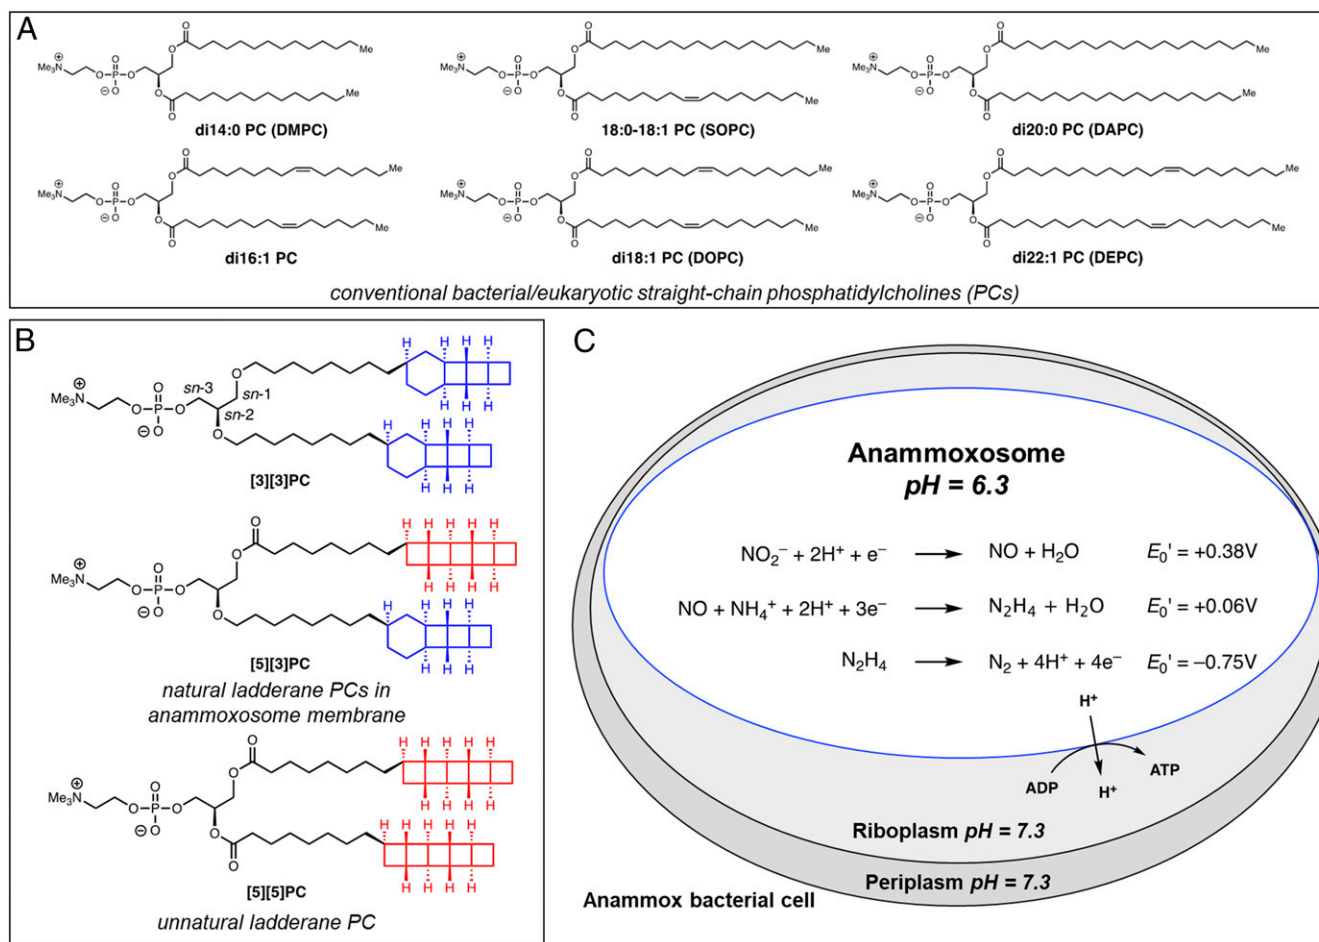 A
di14:0 PC (DMPC)
18:0-18:1 PC (SOPC)
di20:0 PC (DAPC)
di16:1 PC
di18:1 PC (DOPC)
di22:1 PC (DEPC)
conventional bacterial/eukaryotic straight-chain phosphatidylcholines (PCs)
B
sn-3
sn-1
sn-2
[3][3]PC
[5][3]PC
natural ladderane PCs in
anammoxosome membrane
[5][5]PC
unnatural ladderane PC
C
Anammoxosome
pH = 6.3
NO₂⁻ + 2H⁺ + e⁻ → NO + H₂O E₀' = +0.38V
NO + NH₄⁺ + 2H⁺ + 3e⁻ → N₂H₄ + H₂O E₀' = +0.06V
N₂H₄ → N₂ + 4H⁺ + 4e⁻ E₀' = –0.75V
H⁺
ADP
ATP
H⁺
Riboplasm pH = 7.3
Periplasm pH = 7.3
Anammox bacterial cell